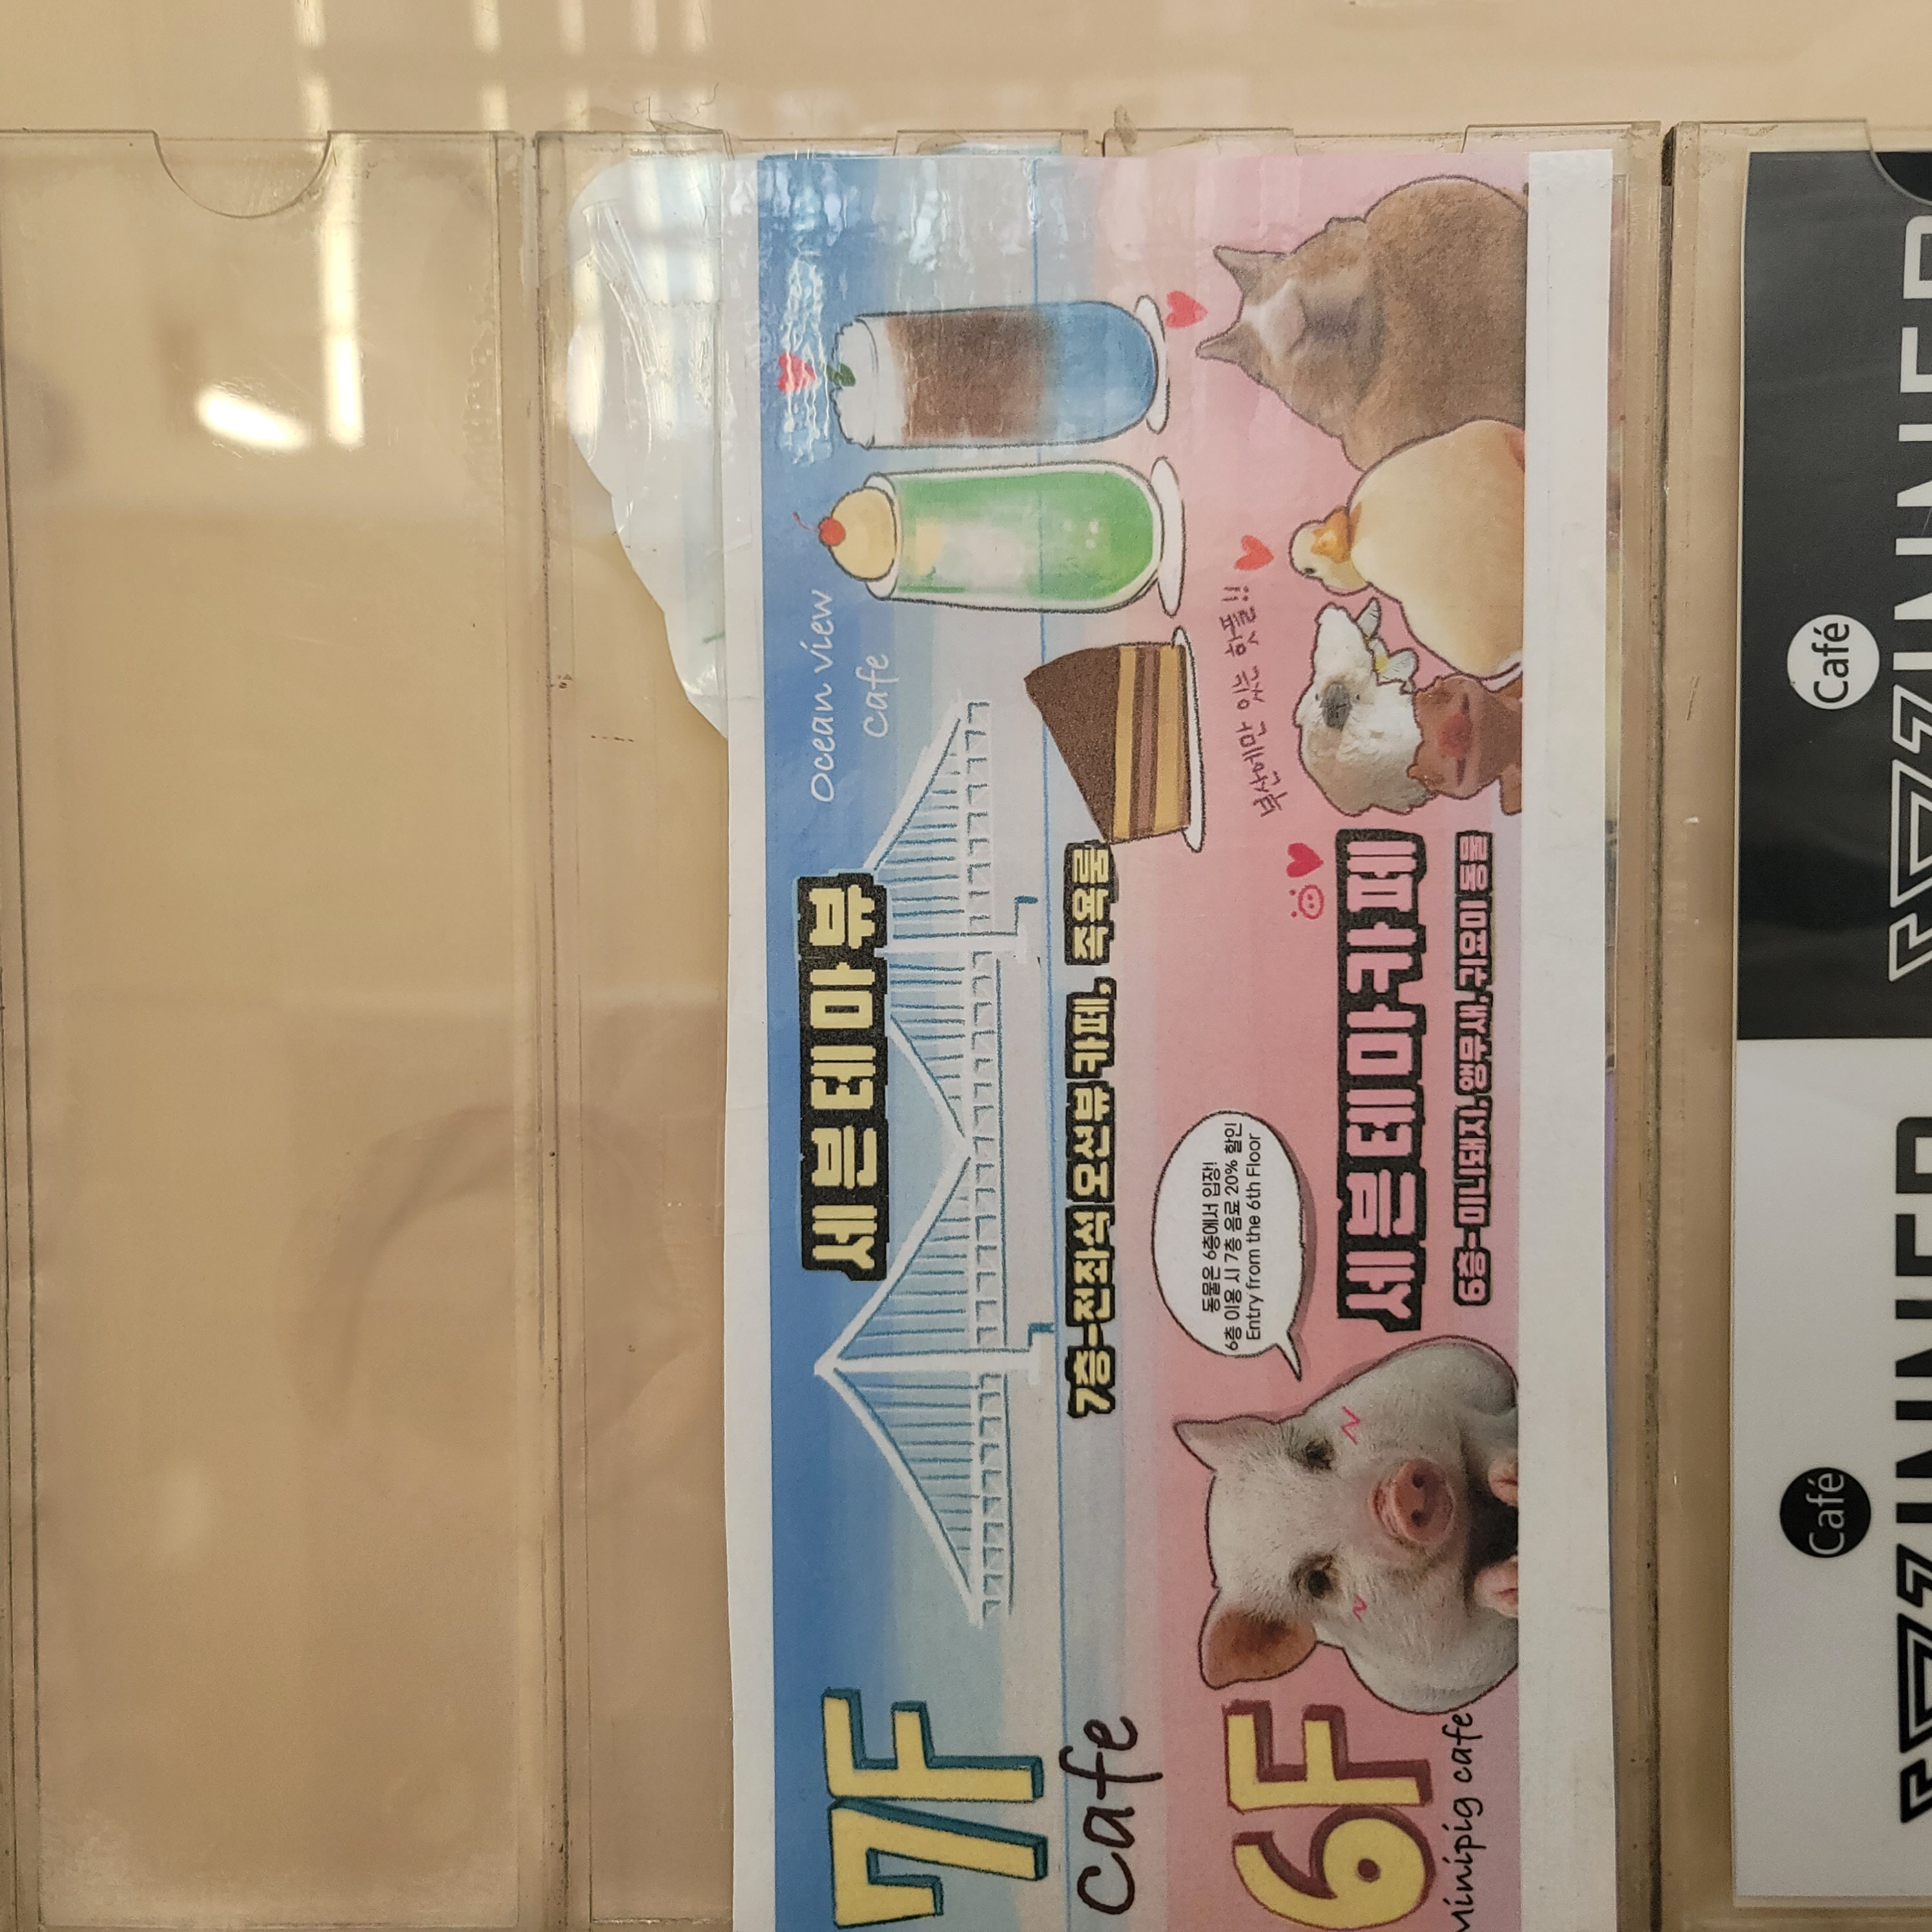 7F
cafe
세븐테마뷰
ocean view
cafe
7층-전좌석 오션뷰 카페, 족욕룸
6F
Minipig cafe
동물은 6층에서 입장!
6층 이용 시 7층 음료 20% 할인
Entry from the 6th Floor
부산에만 있는 핫플!!
세븐테마카페
6층-미니돼지,앵무새,귀요미 동물
Café
Café